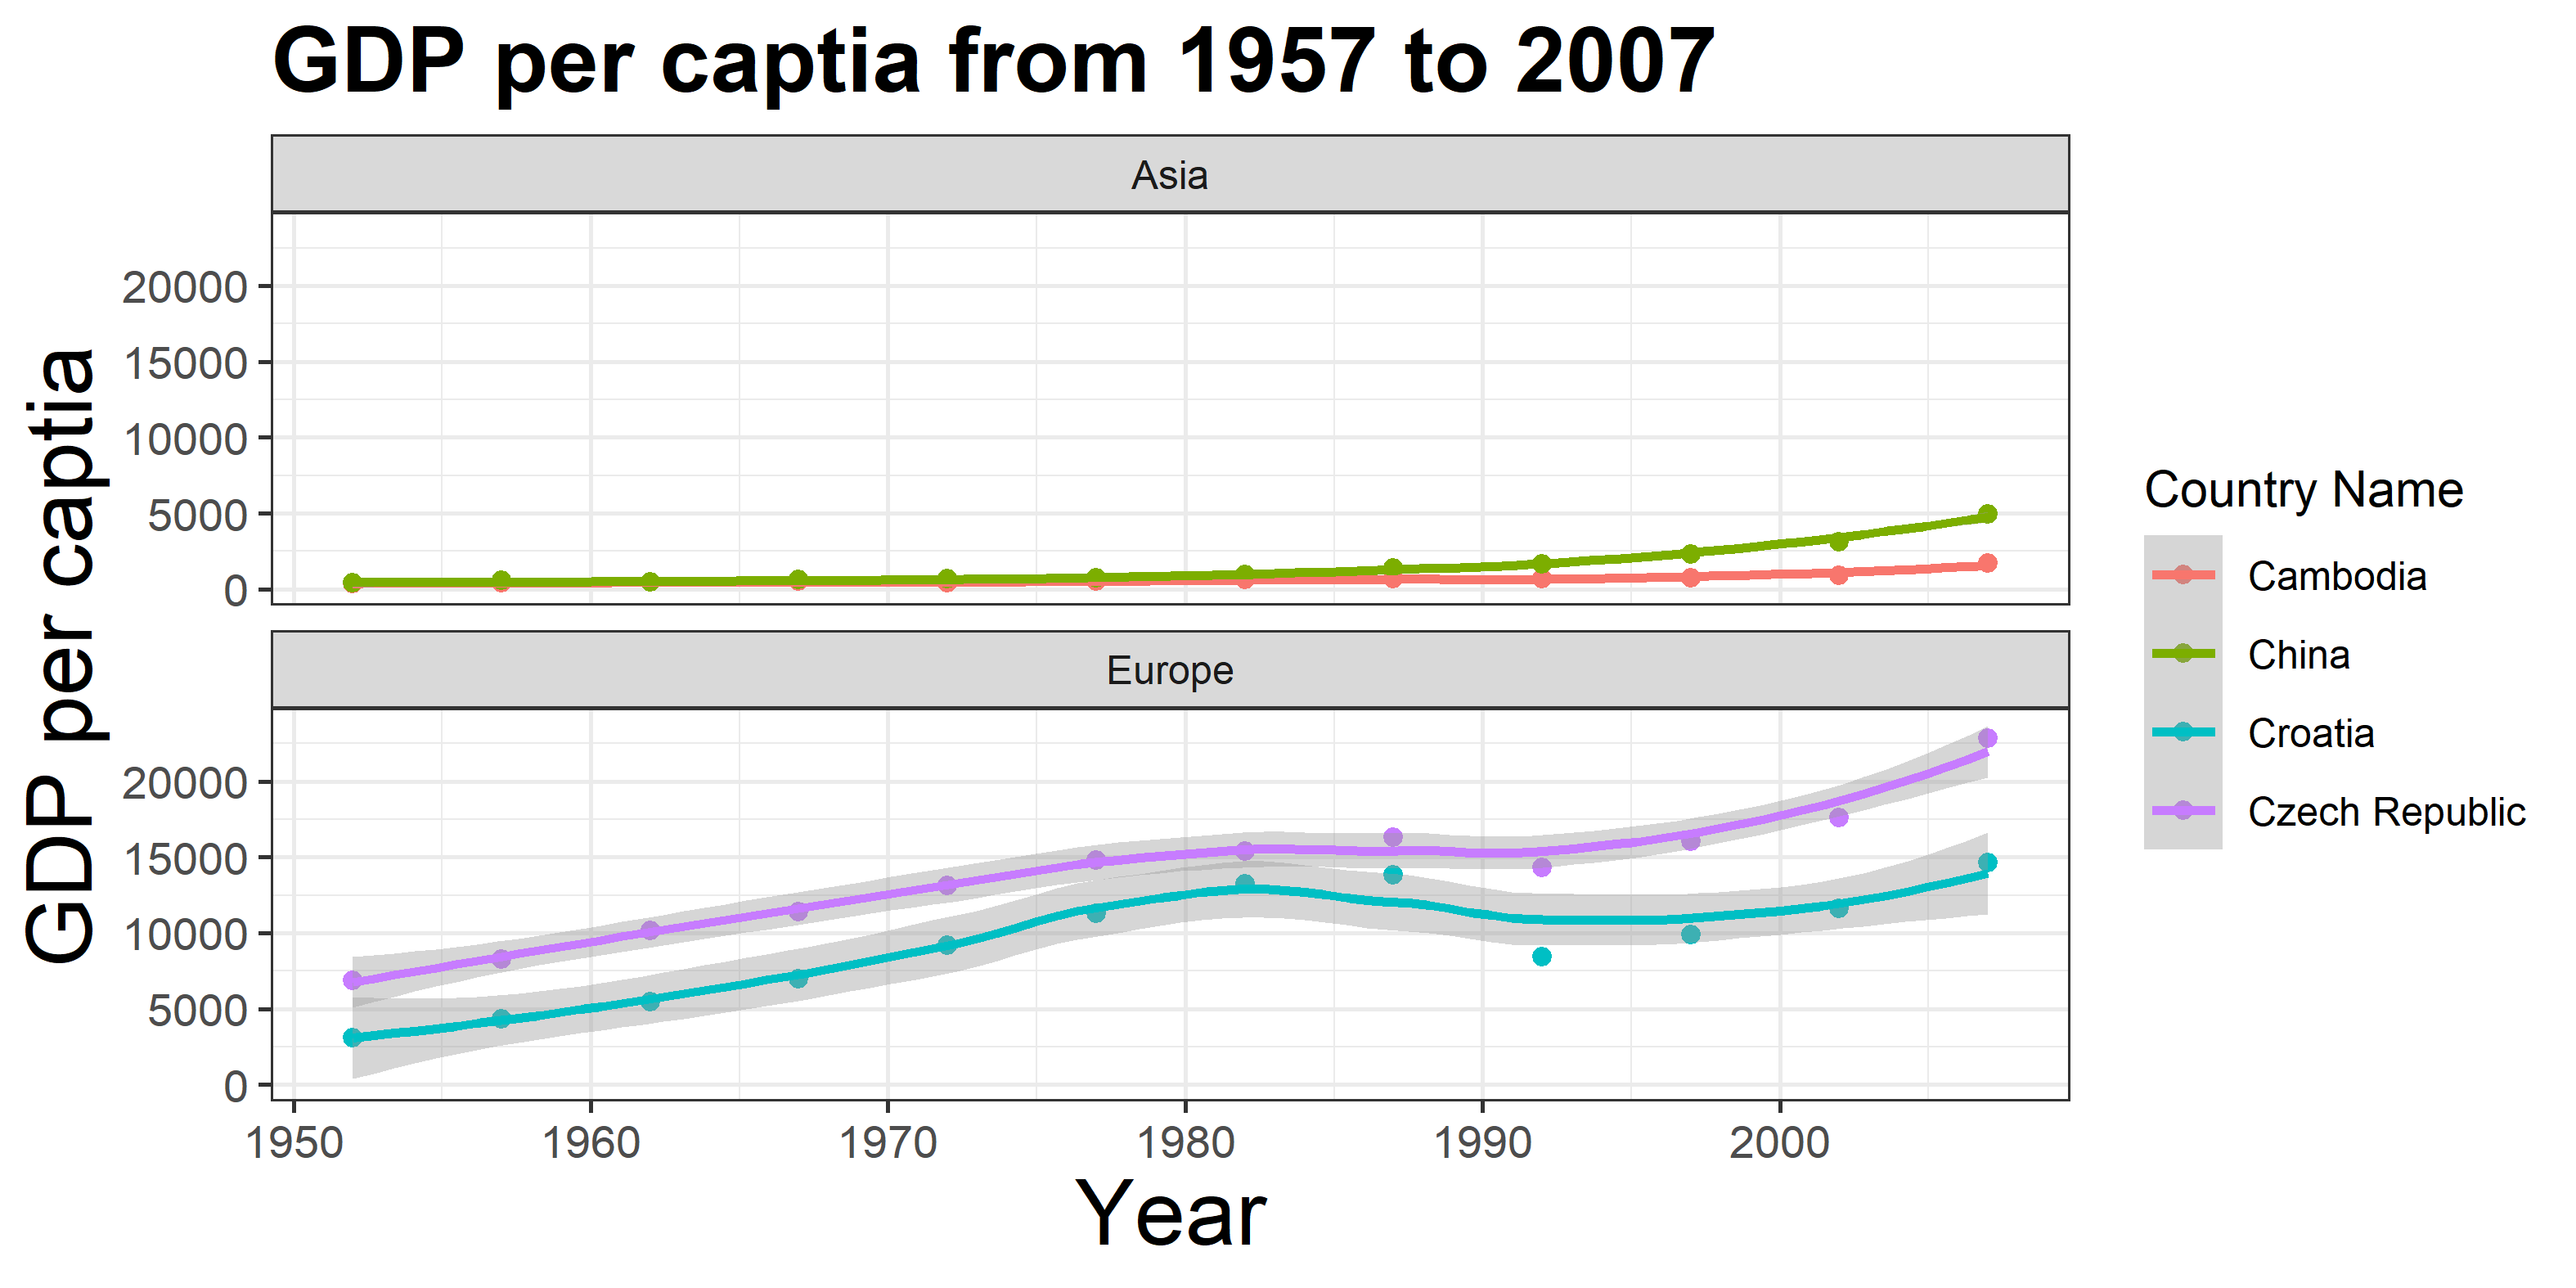 GDP per captia from 1957 to 2007
GDP per captia
Asia
20000
15000
10000
5000
0
Europe
20000
15000
10000
5000
0
1950 1960 1970 1980 1990 2000
Year
Country Name
Cambodia
China
Croatia
Czech Republic